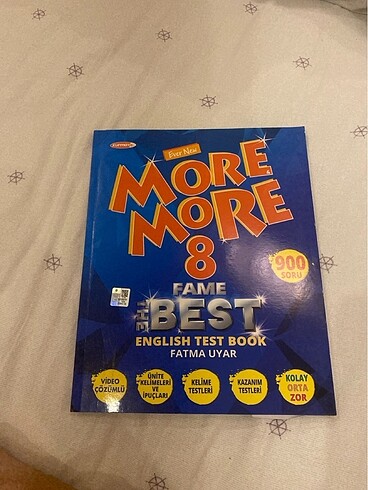 Ever New
MORE
MORE
8
900
SORU
FAME
THE BEST
ENGLISH TEST BOOK
FATMA UYAR
VİDEO
ÇÖZÜMLÜ
ÜNİTE
KELİMELERİ
VE
İPUÇLARI
KELİME
TESTLERİ
KAZANIM
TESTLERİ
KOLAY
ORTA
ZOR